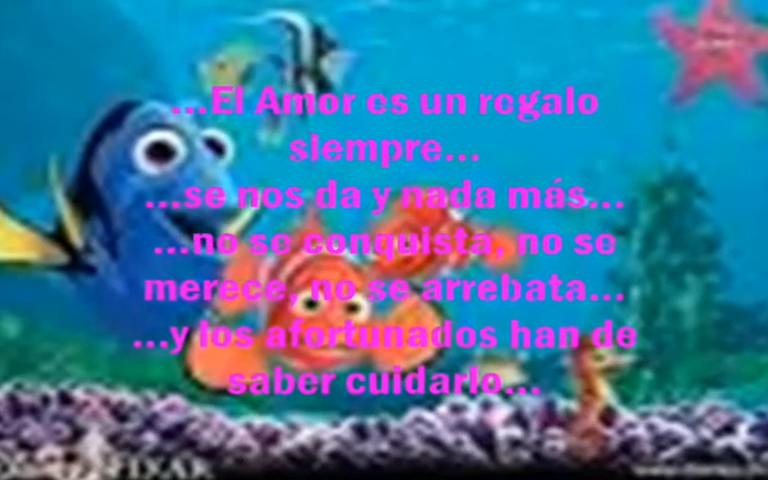 ...El Amor es un regalo
siempre...
...se nos da y nada más...
...no se conquista, no se
merece, no se arrebata...
...y los afortunados han de
saber cuidarlo...
PIXAR